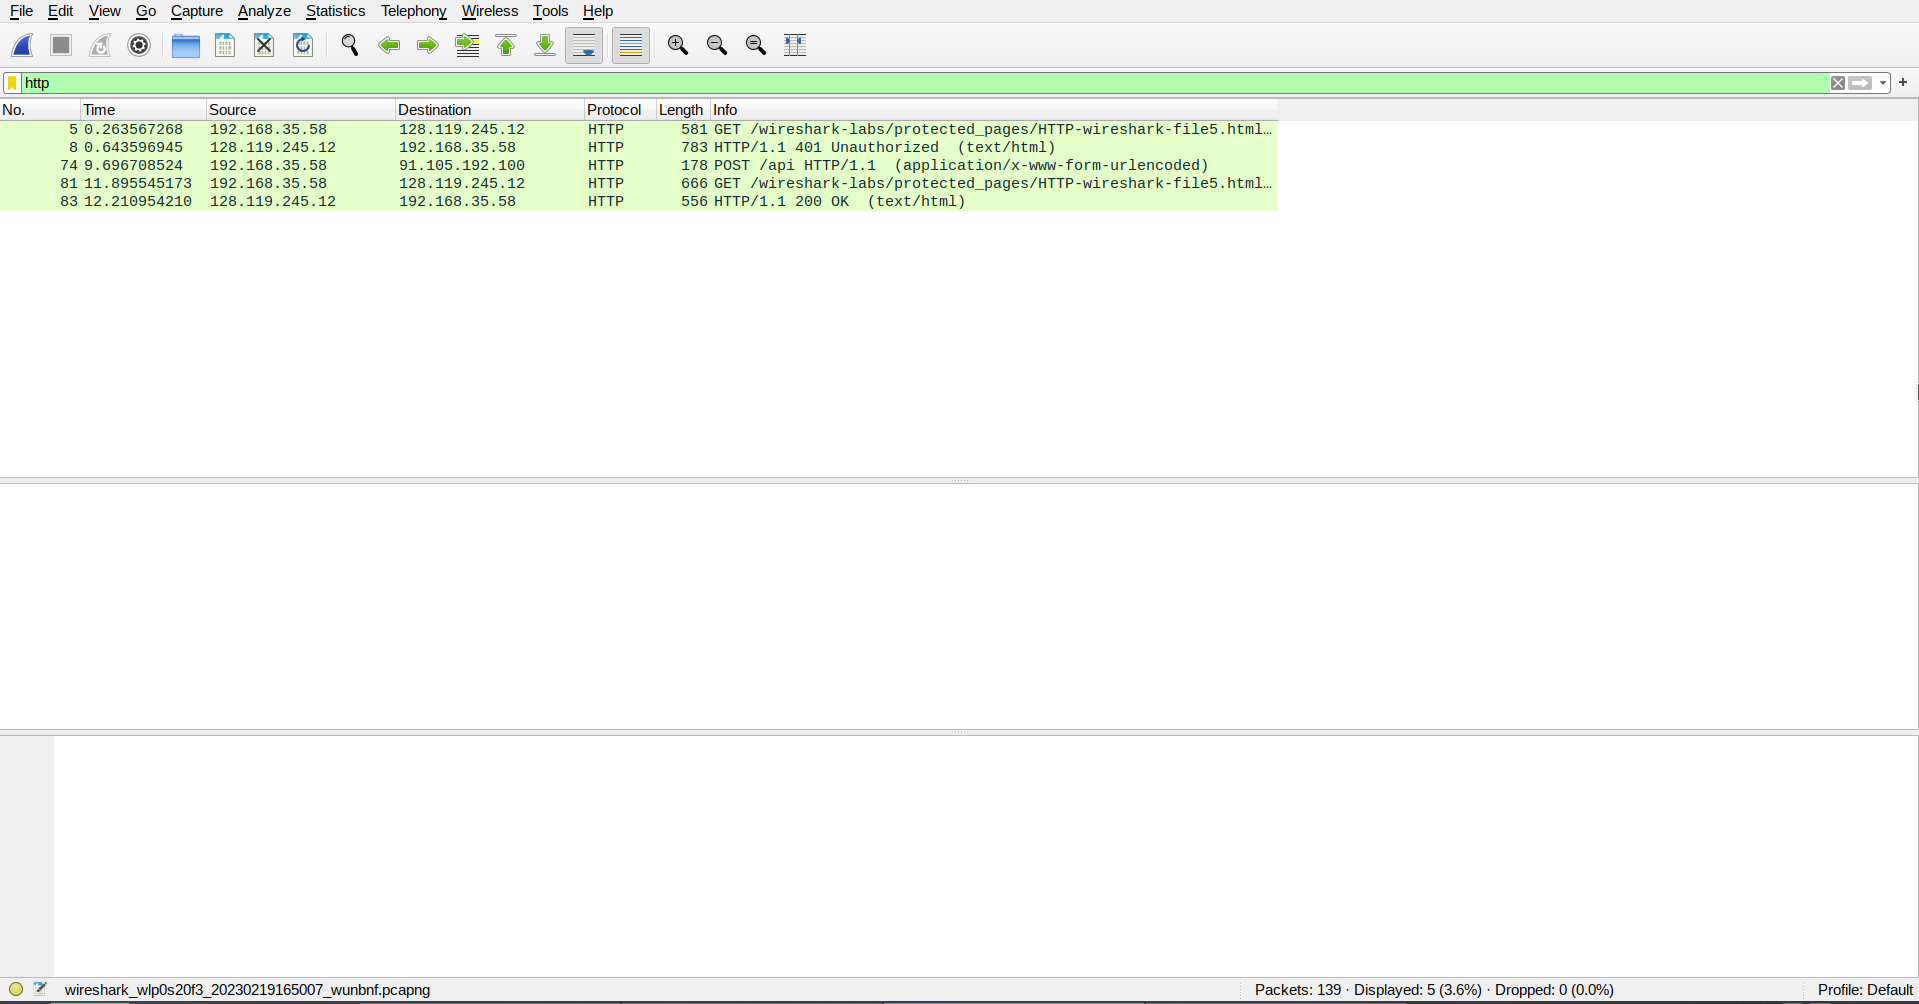 File Edit View Go Capture Analyze Statistics Telephony Wireless Tools Help
http
No. Time Source Destination Protocol Length Info
5 0.263567268 192.168.35.58 128.119.245.12 HTTP 581 GET /wireshark-labs/protected_pages/HTTP-wireshark-file5.html…
8 0.643596945 128.119.245.12 192.168.35.58 HTTP 783 HTTP/1.1 401 Unauthorized (text/html)
74 9.696708524 192.168.35.58 91.105.192.100 HTTP 178 POST /api HTTP/1.1 (application/x-www-form-urlencoded)
81 11.895545173 192.168.35.58 128.119.245.12 HTTP 666 GET /wireshark-labs/protected_pages/HTTP-wireshark-file5.html…
83 12.210954210 128.119.245.12 192.168.35.58 HTTP 556 HTTP/1.1 200 OK (text/html)
wireshark_wlp0s20f3_20230219165007_wunbnf.pcapng Packets: 139 · Displayed: 5 (3.6%) · Dropped: 0 (0.0%) Profile: Default